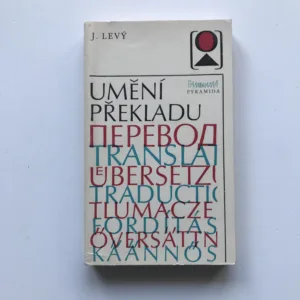 J. LEVÝ
PYRAMIDA
UMĚNÍ
PŘEKLADU
ПЕРЕВОД
TRANSLAT
ÜBERSETZU
TRADUCTIO
TŁUMACZE
FORDÍTÁS
ÖVERSÄTTN
KÄÄNNÖS